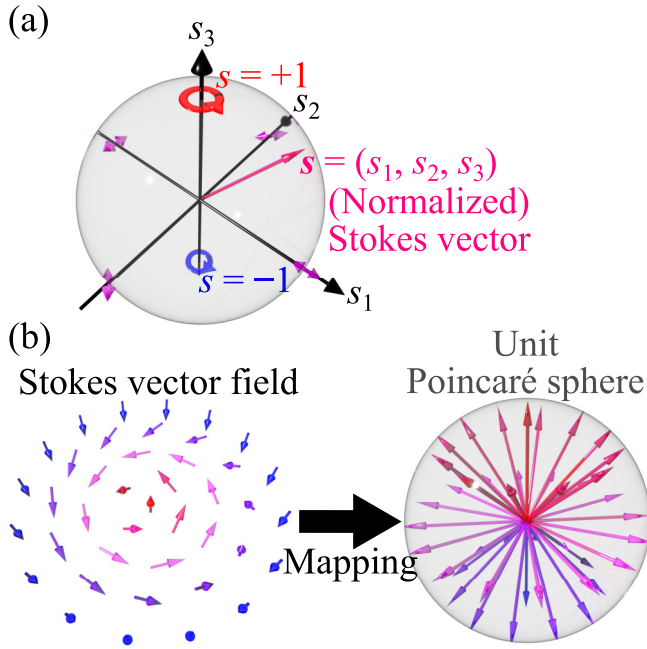 (a)
s₃
s = +1
s₂
s = (s₁, s₂, s₃)
(Normalized)
Stokes vector
s = −1
s₁
(b)
Unit
Stokes vector field
Poincaré sphere
Mapping